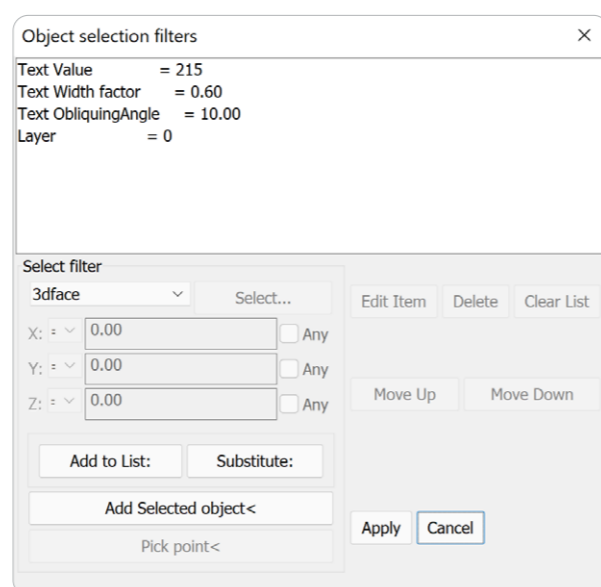 Object selection filters
Text Value = 215
Text Width factor = 0.60
Text ObliquingAngle = 10.00
Layer = 0
Select filter
3dface
Select...
Edit Item
Delete
Clear List
X: = 0.00 Any
Y: = 0.00 Any
Z: = 0.00 Any
Move Up
Move Down
Add to List:
Substitute:
Add Selected object<
Apply
Cancel
Pick point<